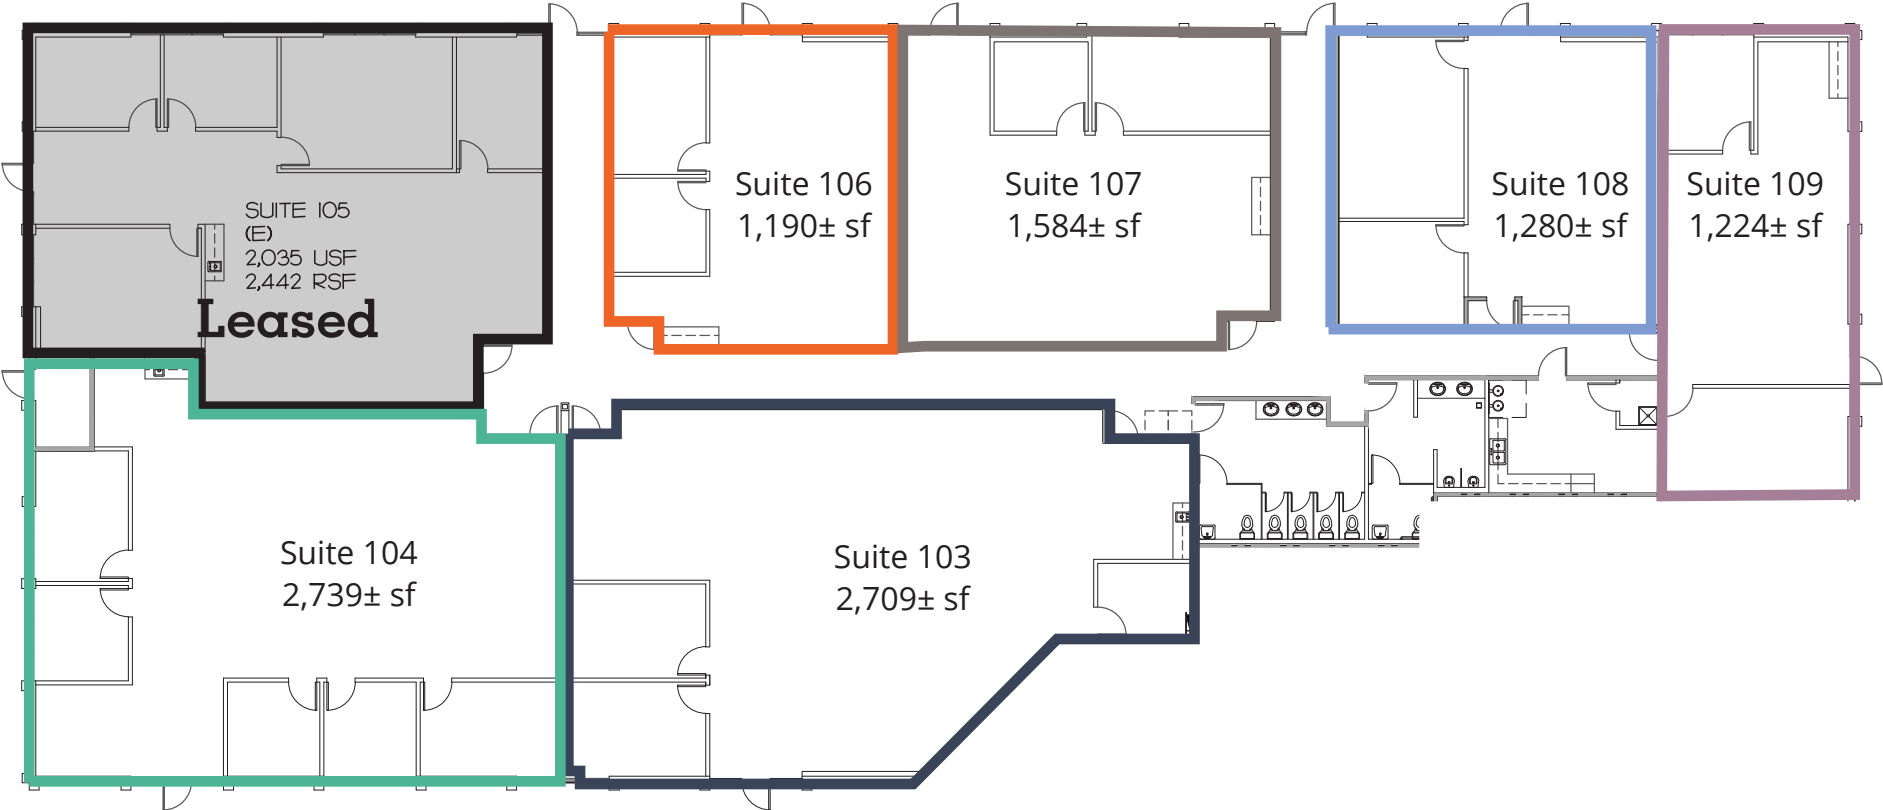 SUITE 105
(E)
2,035 USF
2,442 RSF
Leased
Suite 106
1,190± sf
Suite 107
1,584± sf
Suite 108
1,280± sf
Suite 109
1,224± sf
Suite 104
2,739± sf
Suite 103
2,709± sf